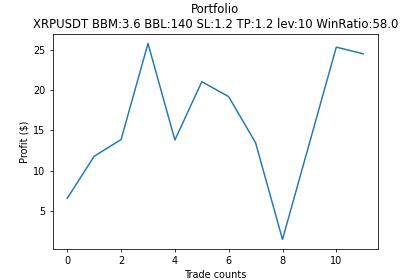 Portfolio
XRPUSDT BBM:3.6 BBL:140 SL:1.2 TP:1.2 lev:10 WinRatio:58.0
25
20
15
10
5
Profit ($)
0 2 4 6 8 10
Trade counts